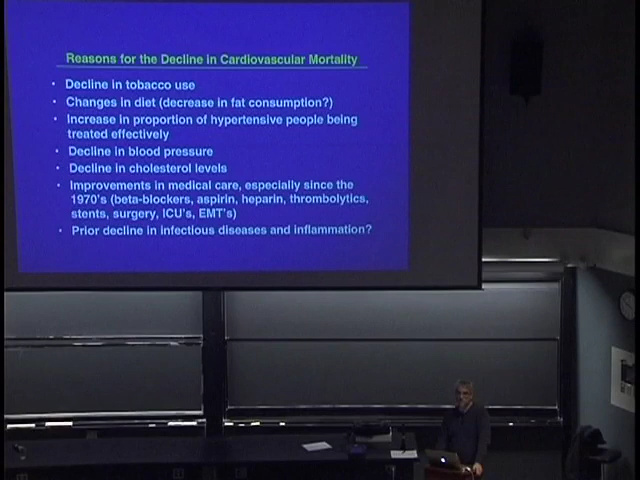 Reasons for the Decline in Cardiovascular Mortality
• Decline in tobacco use
• Changes in diet (decrease in fat consumption?)
• Increase in proportion of hypertensive people being
treated effectively
• Decline in blood pressure
• Decline in cholesterol levels
• Improvements in medical care, especially since the
1970's (beta-blockers, aspirin, heparin, thrombolytics,
stents, surgery, ICU's, EMT's)
• Prior decline in infectious diseases and inflammation?